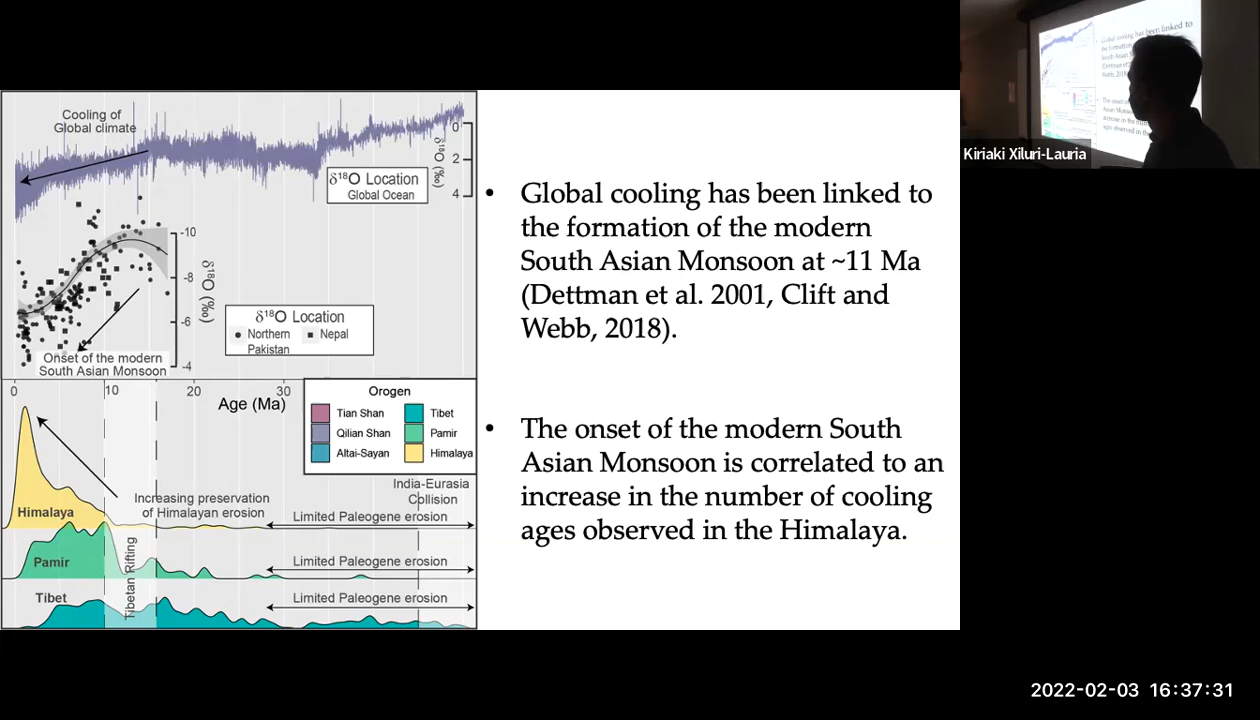 Cooling of
Global climate
0
2
4
δ¹⁸O (‰)
δ¹⁸O Location
Global Ocean
-10
-8
-6
-4
δ¹⁸O (‰)
δ¹⁸O Location
Northern
Pakistan
Nepal
Onset of the modern
South Asian Monsoon
0
10
20
30
Age (Ma)
Orogen
Tian Shan
Tibet
Qilian Shan
Pamir
Altai-Sayan
Himalaya
India-Eurasia
Collision
Increasing preservation
of Himalayan erosion
Himalaya
Limited Paleogene erosion
Pamir
Limited Paleogene erosion
Tibetan Rifting
Tibet
Limited Paleogene erosion
• Global cooling has been linked to
the formation of the modern
South Asian Monsoon at ~11 Ma
(Dettman et al. 2001, Clift and
Webb, 2018).
• The onset of the modern South
Asian Monsoon is correlated to an
increase in the number of cooling
ages observed in the Himalaya.
Kiriaki Xiluri-Lauria
2022-02-03 16:37:31